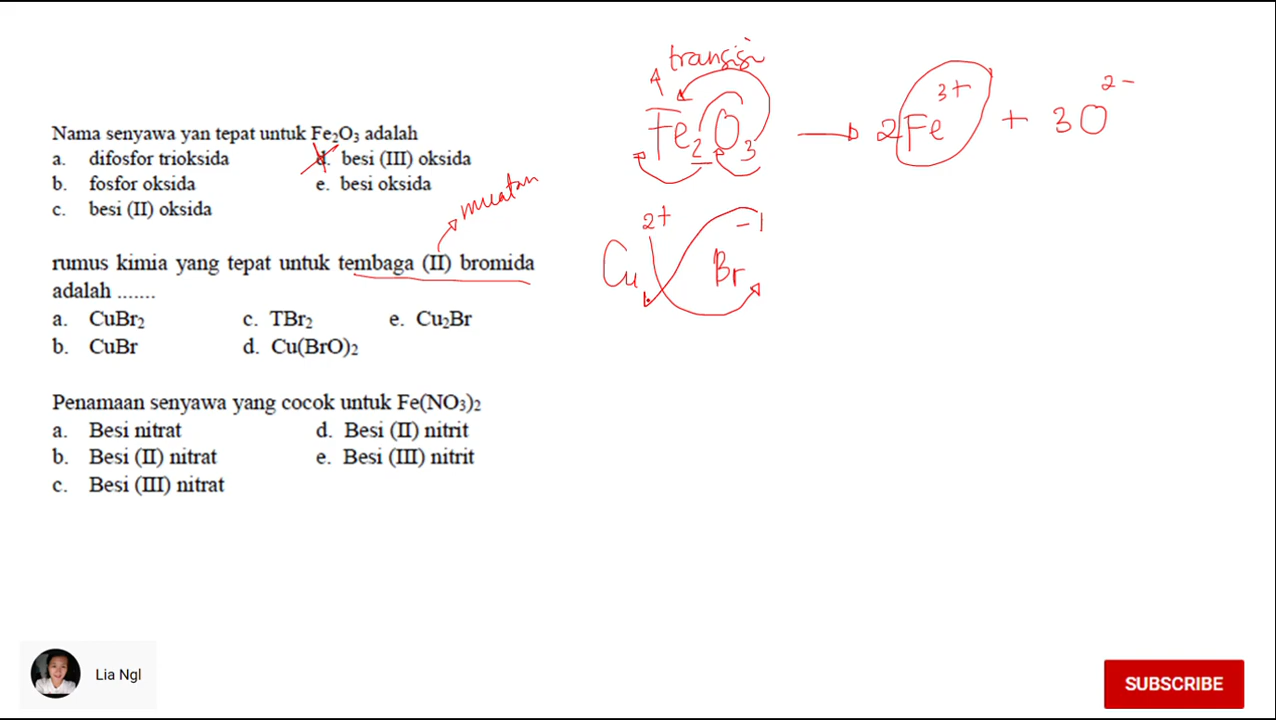 Nama senyawa yan tepat untuk Fe₂O₃ adalah
a. difosfor trioksida d. besi (III) oksida
b. fosfor oksida e. besi oksida
c. besi (II) oksida
muatan
rumus kimia yang tepat untuk tembaga (II) bromida
adalah .......
a. CuBr₂ c. TBr₂ e. Cu₂Br
b. CuBr d. Cu(BrO)₂
Penamaan senyawa yang cocok untuk Fe(NO₃)₂
a. Besi nitrat d. Besi (II) nitrit
b. Besi (II) nitrat e. Besi (III) nitrit
c. Besi (III) nitrat
transisi
Fe₂O₃ → 2Fe³⁺ + 3O²⁻
Cu²⁺ Br⁻¹
Lia Ngl
SUBSCRIBE